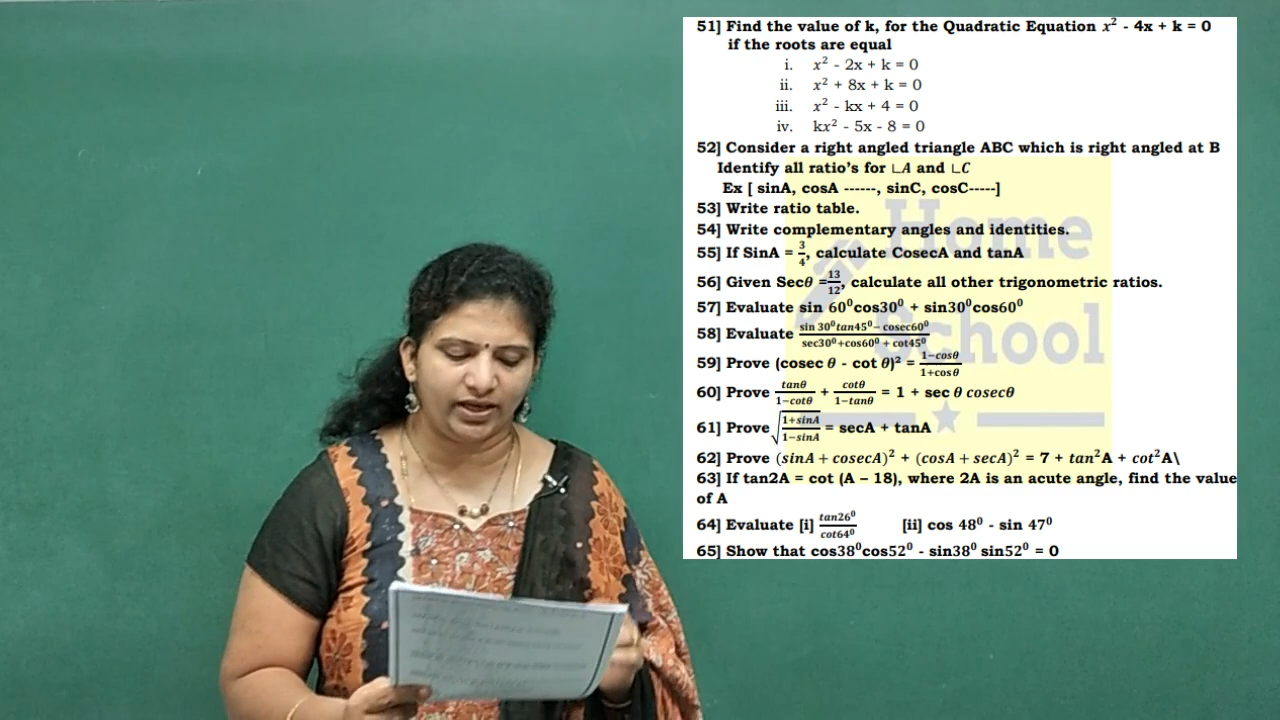 51] Find the value of k, for the Quadratic Equation x² - 4x + k = 0
if the roots are equal
i. x² - 2x + k = 0
ii. x² + 8x + k = 0
iii. x² - kx + 4 = 0
iv. kx² - 5x - 8 = 0
52] Consider a right angled triangle ABC which is right angled at B
Identify all ratio's for ∟A and ∟C
Ex [ sinA, cosA ------, sinC, cosC-----]
53] Write ratio table.
54] Write complementary angles and identities.
55] If SinA = 3/4, calculate CosecA and tanA
56] Given Secθ =13/12, calculate all other trigonometric ratios.
57] Evaluate sin 60⁰cos30⁰ + sin30⁰cos60⁰
58] Evaluate (sin 30⁰tan45⁰− cosec60⁰)/(sec30⁰+cos60⁰ + cot45⁰)
59] Prove (cosec θ - cot θ)² = (1−cosθ)/(1+cos θ)
60] Prove tanθ/(1−cotθ) + cotθ/(1−tanθ) = 1 + sec θ cosecθ
61] Prove √((1+sinA)/(1−sinA)) = secA + tanA
62] Prove (sinA + cosecA)² + (cosA + secA)² = 7 + tan²A + cot²A\
63] If tan2A = cot (A – 18), where 2A is an acute angle, find the value
of A
64] Evaluate [i] tan26⁰/cot64⁰ [ii] cos 48⁰ - sin 47⁰
65] Show that cos38⁰cos52⁰ - sin38⁰ sin52⁰ = 0
Home
School